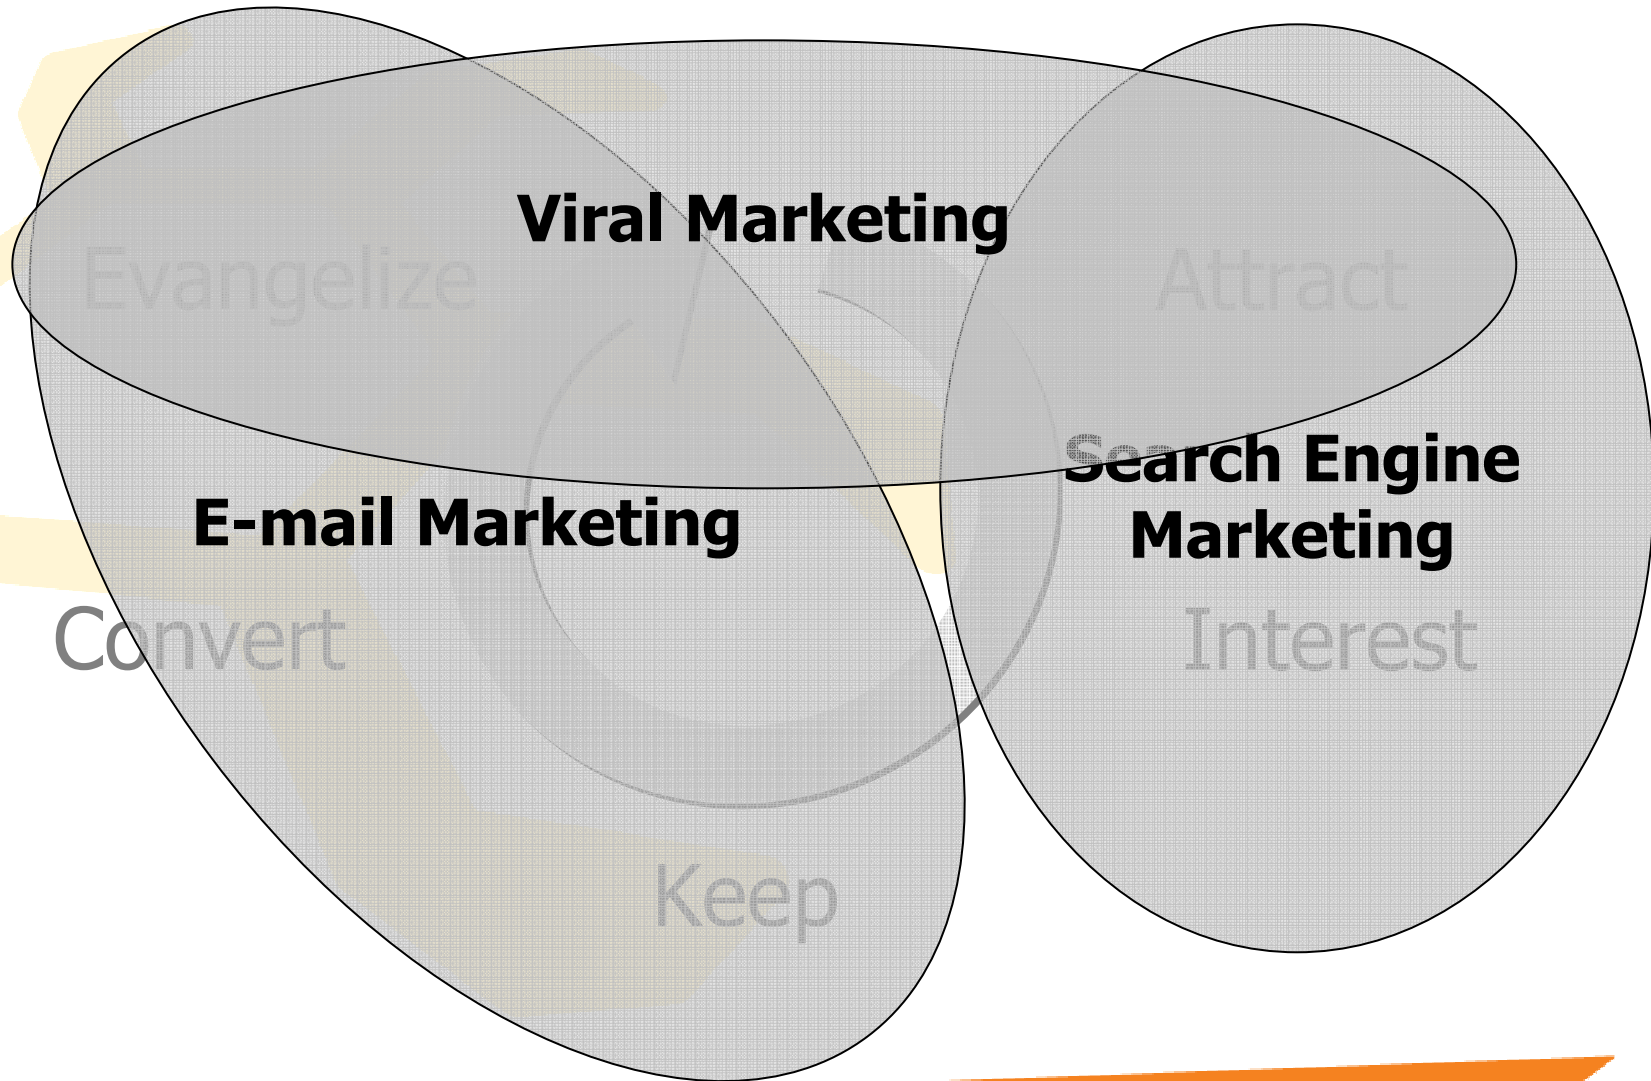 Viral Marketing
Evangelize
Attract
Search Engine
Marketing
E-mail Marketing
Convert
Interest
Keep